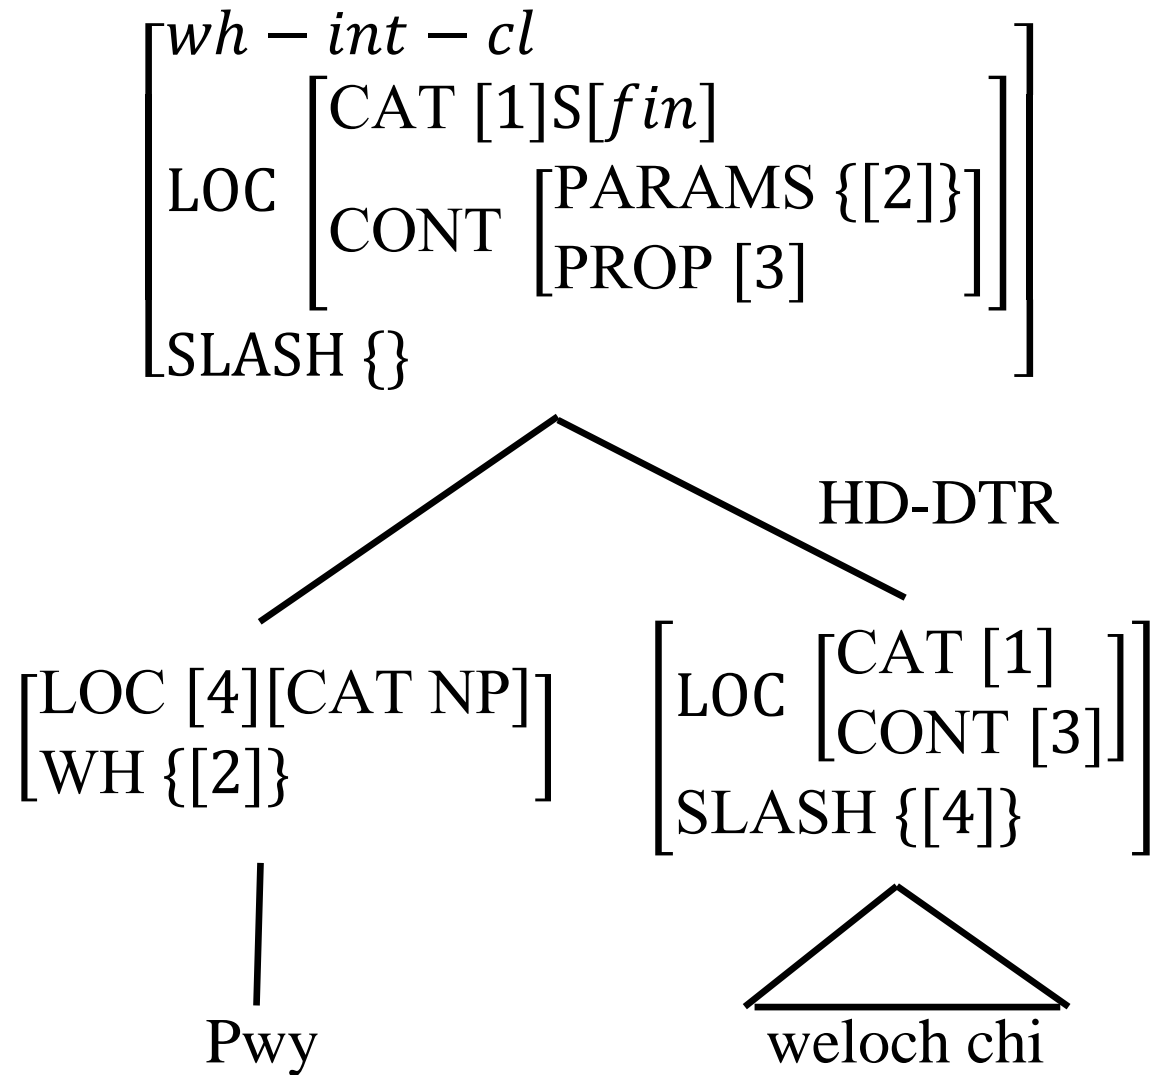 wh − int − cl
CAT [1]S[fin]
LOC
PARAMS {[2]}
CONT
PROP [3]
SLASH {}
HD-DTR
LOC [4][CAT NP]
WH {[2]}
CAT [1]
LOC
CONT [3]
SLASH {[4]}
Pwy
weloch chi